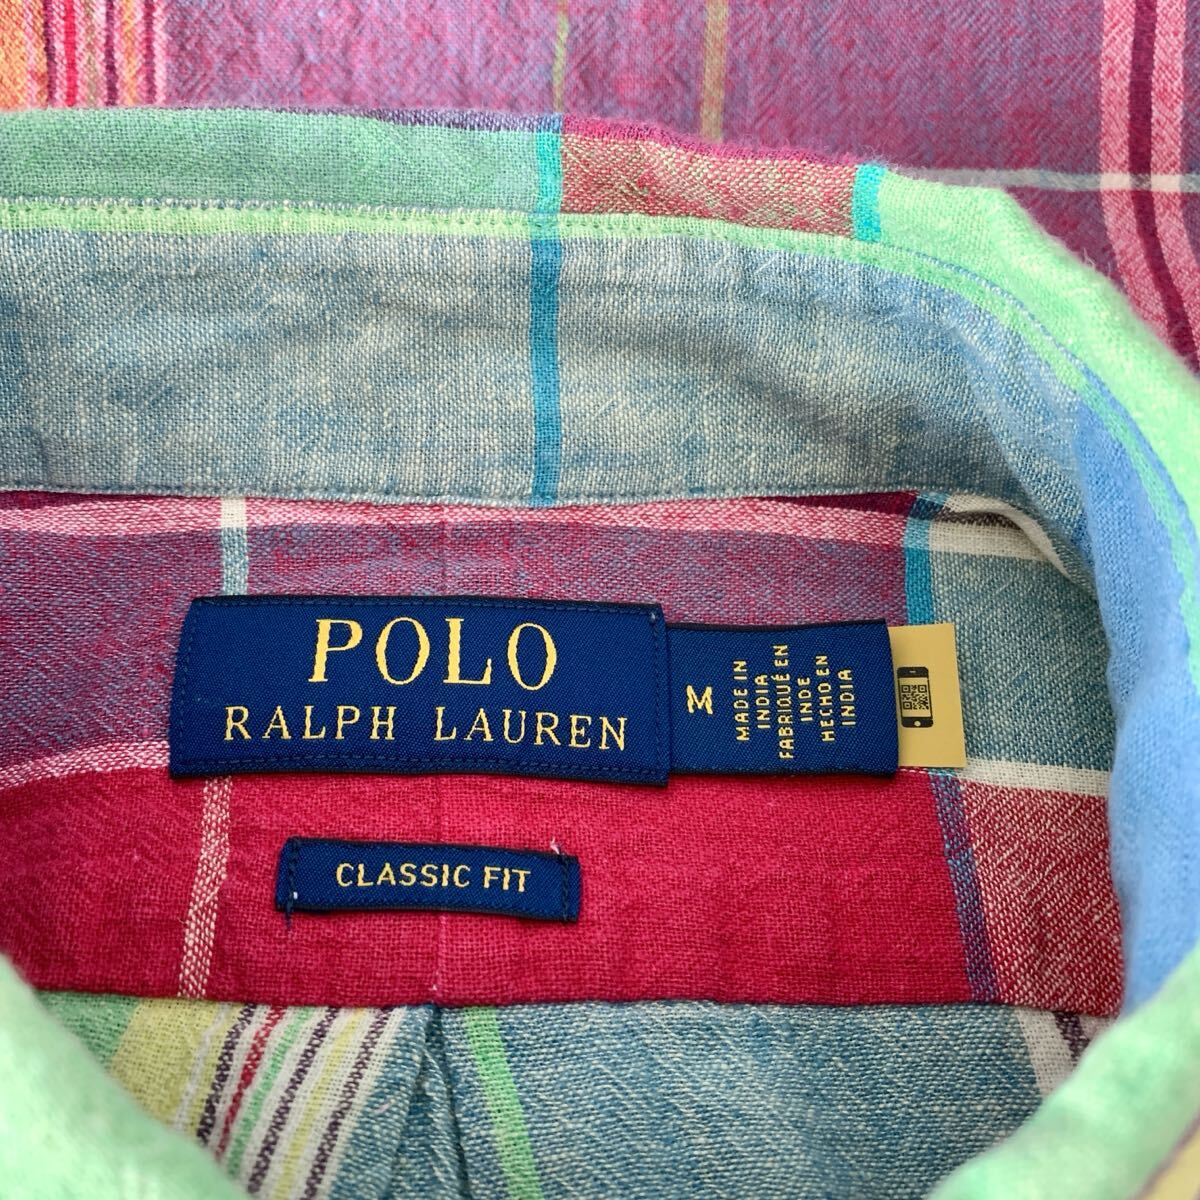 POLO
RALPH LAUREN
M
MADE IN
INDIA
FABRIQUÉ EN
INDE
HECHO EN
INDIA
CLASSIC FIT